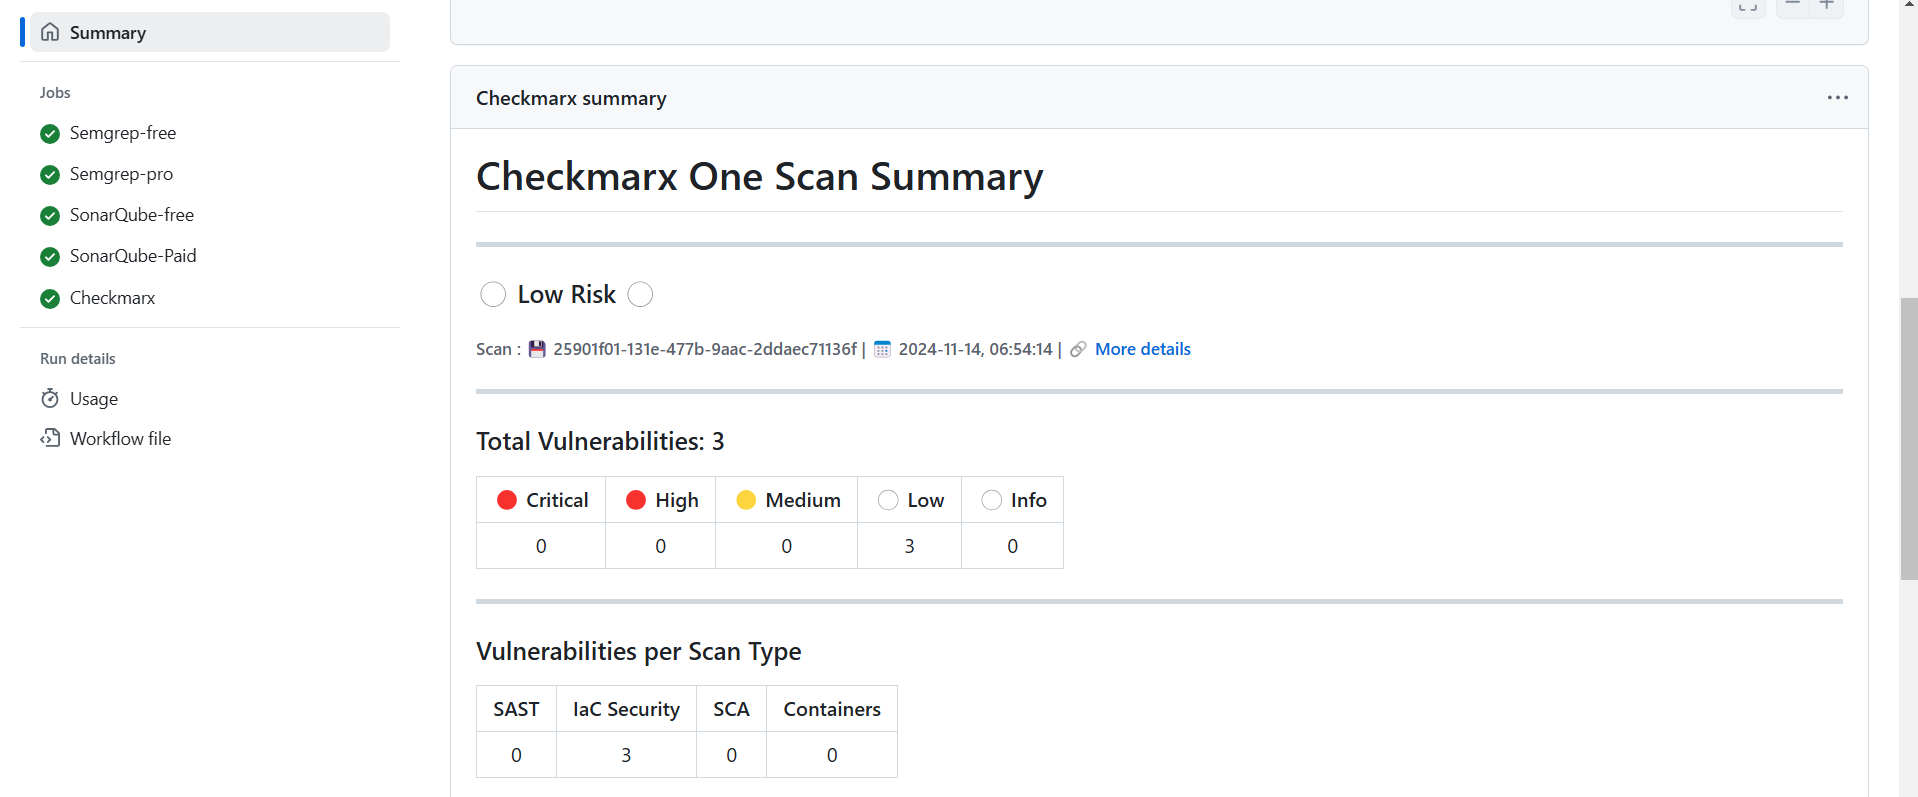 Summary
Jobs
Semgrep-free
Semgrep-pro
SonarQube-free
SonarQube-Paid
Checkmarx
Run details
Usage
Workflow file
Checkmarx summary
Checkmarx One Scan Summary
Low Risk
Scan : 25901f01-131e-477b-9aac-2ddaec71136f | 2024-11-14, 06:54:14 | More details
Total Vulnerabilities: 3
Critical High Medium Low Info
0 0 0 3 0
Vulnerabilities per Scan Type
SAST IaC Security SCA Containers
0 3 0 0